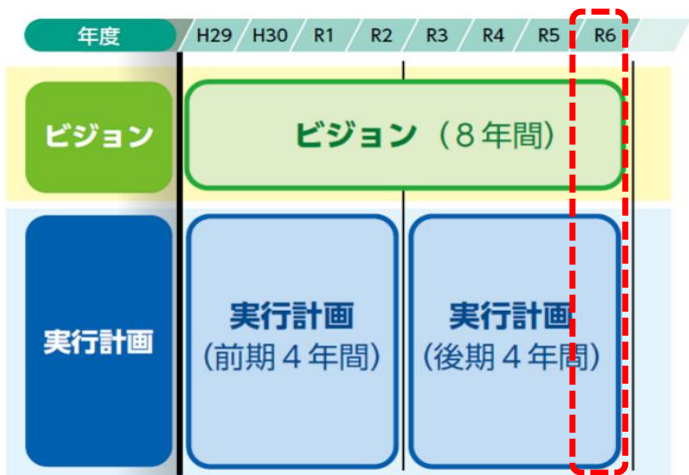 年度 H29 H30 R1 R2 R3 R4 R5 R6
ビジョン ビジョン（8年間）
実行計画
実行計画
（前期4年間）
実行計画
（後期4年間）